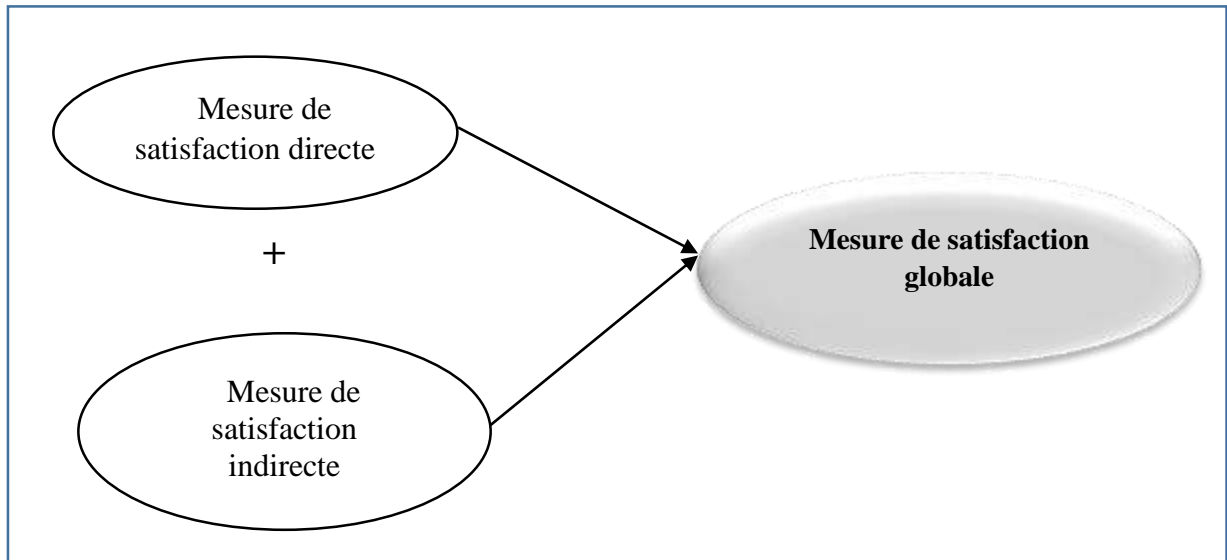 Mesure de
satisfaction directe
+
Mesure de
satisfaction
indirecte
Mesure de satisfaction
globale